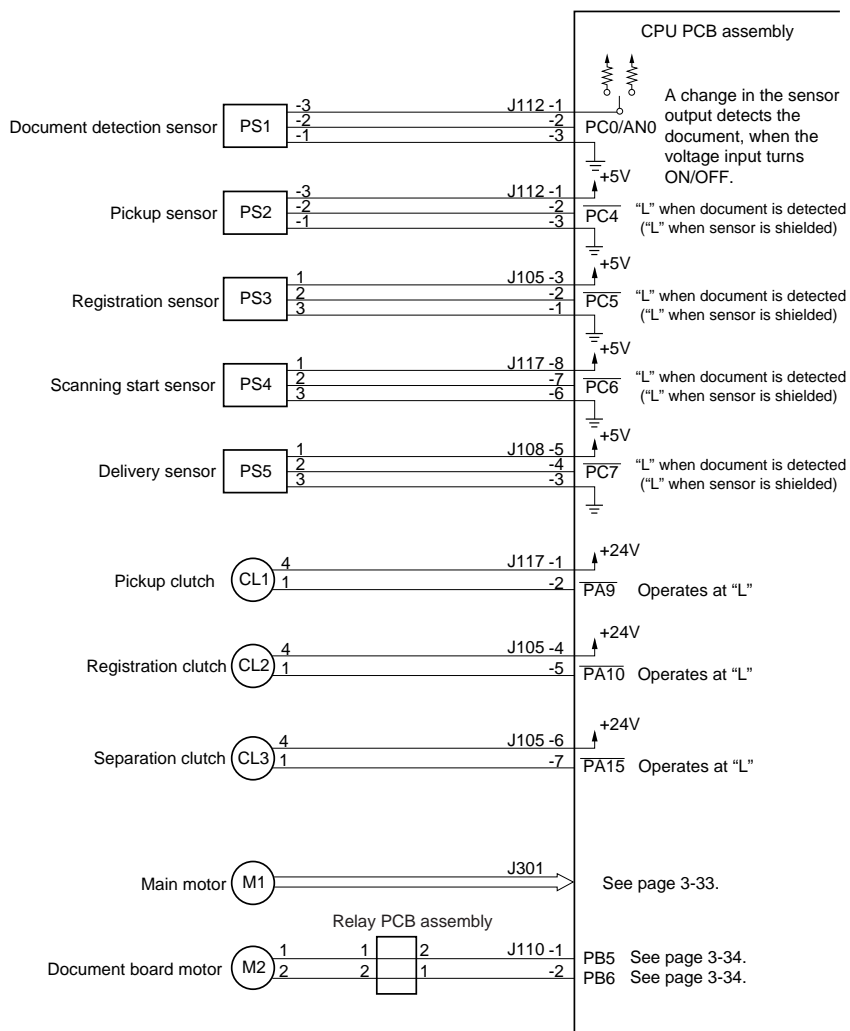 CPU PCB assembly
A change in the sensor
output detects the
document, when the
voltage input turns
ON/OFF.
Document detection sensor PS1 -3 J112 -1
-2 -2 PC0/AN0
-1 -3
+5V
Pickup sensor PS2 -3 J112 -1
-2 -2 PC4 “L” when document is detected
-1 -3 (“L” when sensor is shielded)
+5V
Registration sensor PS3 1 J105 -3
2 -2 PC5 “L” when document is detected
3 -1 (“L” when sensor is shielded)
+5V
Scanning start sensor PS4 1 J117 -8
2 -7 PC6 “L” when document is detected
3 -6 (“L” when sensor is shielded)
+5V
Delivery sensor PS5 1 J108 -5
2 -4 PC7 “L” when document is detected
3 -3 (“L” when sensor is shielded)
+24V
Pickup clutch CL1 4 J117 -1
1 -2 PA9 Operates at “L”
+24V
Registration clutch CL2 4 J105 -4
1 -5 PA10 Operates at “L”
+24V
Separation clutch CL3 4 J105 -6
1 -7 PA15 Operates at “L”
Main motor M1 J301 See page 3-33.
Relay PCB assembly
Document board motor M2 1 1 2 J110 -1 PB5 See page 3-34.
2 2 1 -2 PB6 See page 3-34.